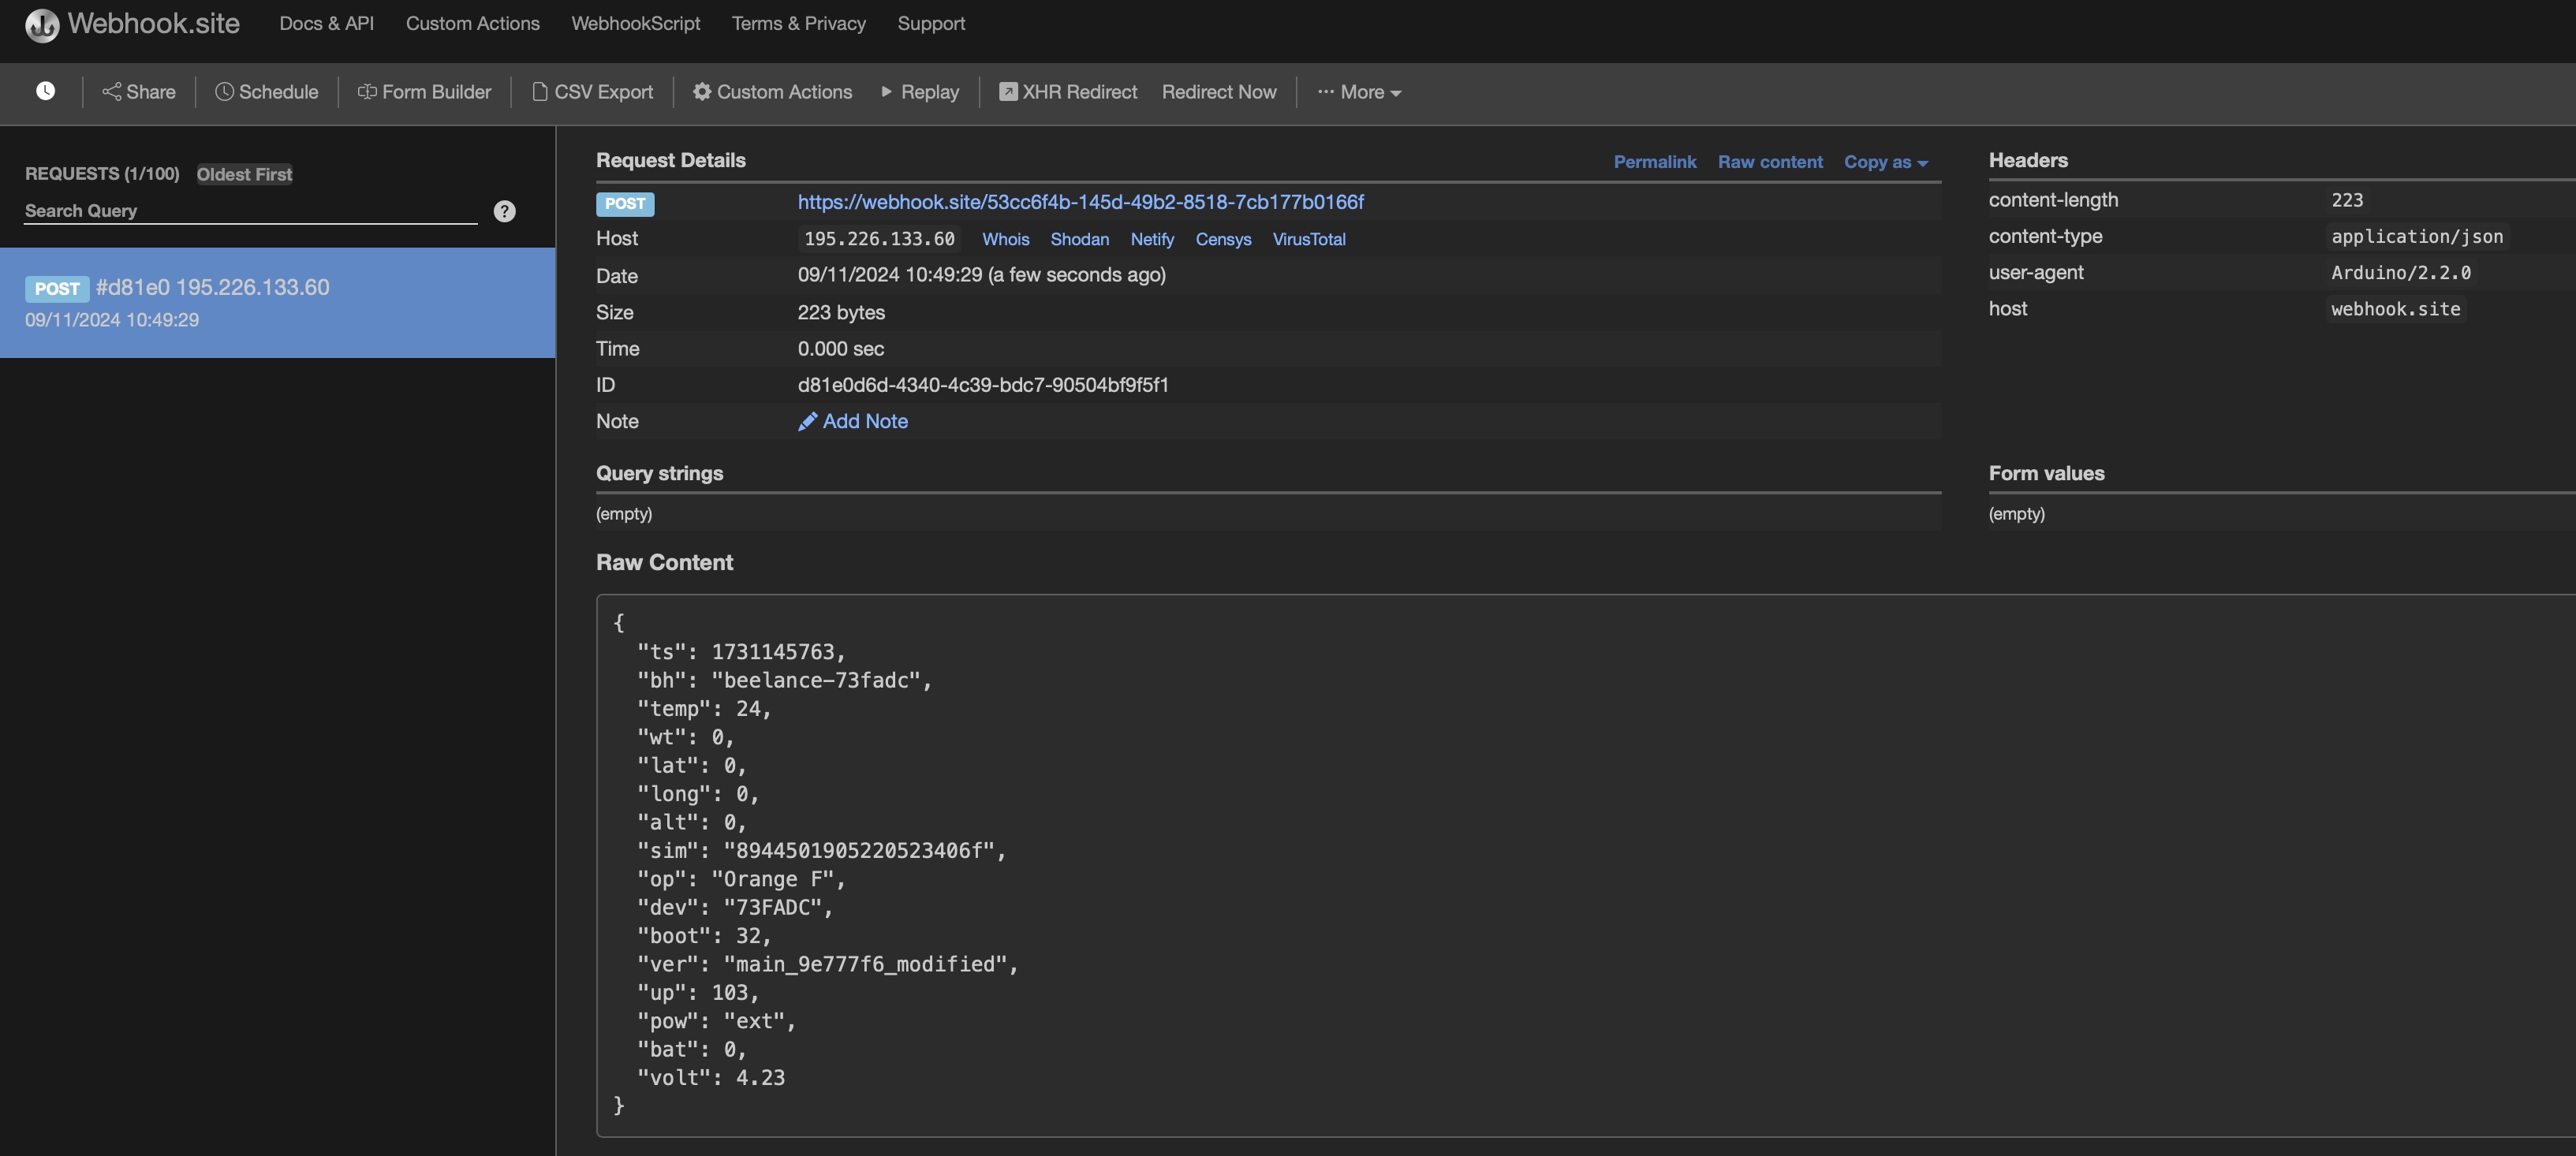 Webhook.site Docs & API Custom Actions WebhookScript Terms & Privacy Support
Share Schedule Form Builder CSV Export Custom Actions Replay XHR Redirect Redirect Now ··· More
REQUESTS (1/100) Oldest First
Search Query ?
POST #d81e0 195.226.133.60
09/11/2024 10:49:29
Request Details Permalink Raw content Copy as
POST https://webhook.site/53cc6f4b-145d-49b2-8518-7cb177b0166f
Host 195.226.133.60 Whois Shodan Netify Censys VirusTotal
Date 09/11/2024 10:49:29 (a few seconds ago)
Size 223 bytes
Time 0.000 sec
ID d81e0d6d-4340-4c39-bdc7-90504bf9f5f1
Note Add Note
Headers
content-length 223
content-type application/json
user-agent Arduino/2.2.0
host webhook.site
Query strings
(empty)
Form values
(empty)
Raw Content
{
"ts": 1731145763,
"bh": "beelance-73fadc",
"temp": 24,
"wt": 0,
"lat": 0,
"long": 0,
"alt": 0,
"sim": "8944501905220523406f",
"op": "Orange F",
"dev": "73FADC",
"boot": 32,
"ver": "main_9e777f6_modified",
"up": 103,
"pow": "ext",
"bat": 0,
"volt": 4.23
}